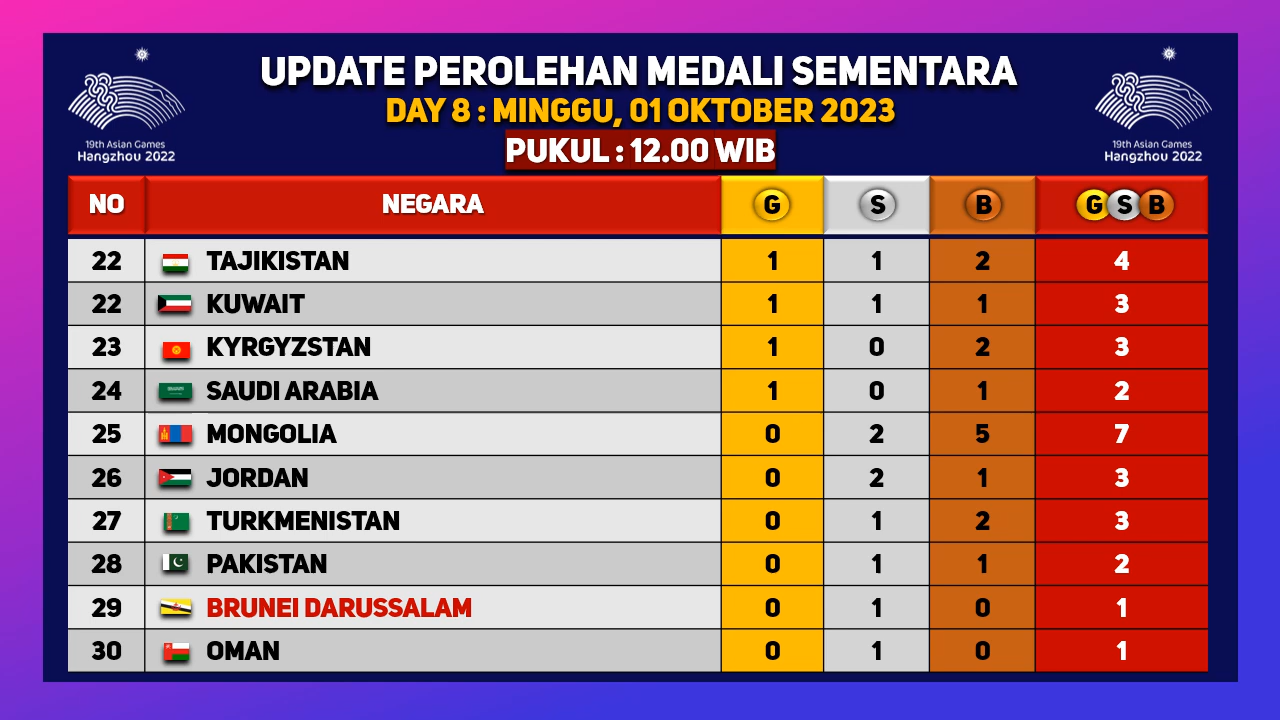 UPDATE PEROLEHAN MEDALI SEMENTARA
DAY 8 : MINGGU, 01 OKTOBER 2023
PUKUL : 12.00 WIB
19th Asian Games
Hangzhou 2022
19th Asian Games
Hangzhou 2022
NO NEGARA G S B G S B
22 TAJIKISTAN 1 1 2 4
22 KUWAIT 1 1 1 3
23 KYRGYZSTAN 1 0 2 3
24 SAUDI ARABIA 1 0 1 2
25 MONGOLIA 0 2 5 7
26 JORDAN 0 2 1 3
27 TURKMENISTAN 0 1 2 3
28 PAKISTAN 0 1 1 2
29 BRUNEI DARUSSALAM 0 1 0 1
30 OMAN 0 1 0 1